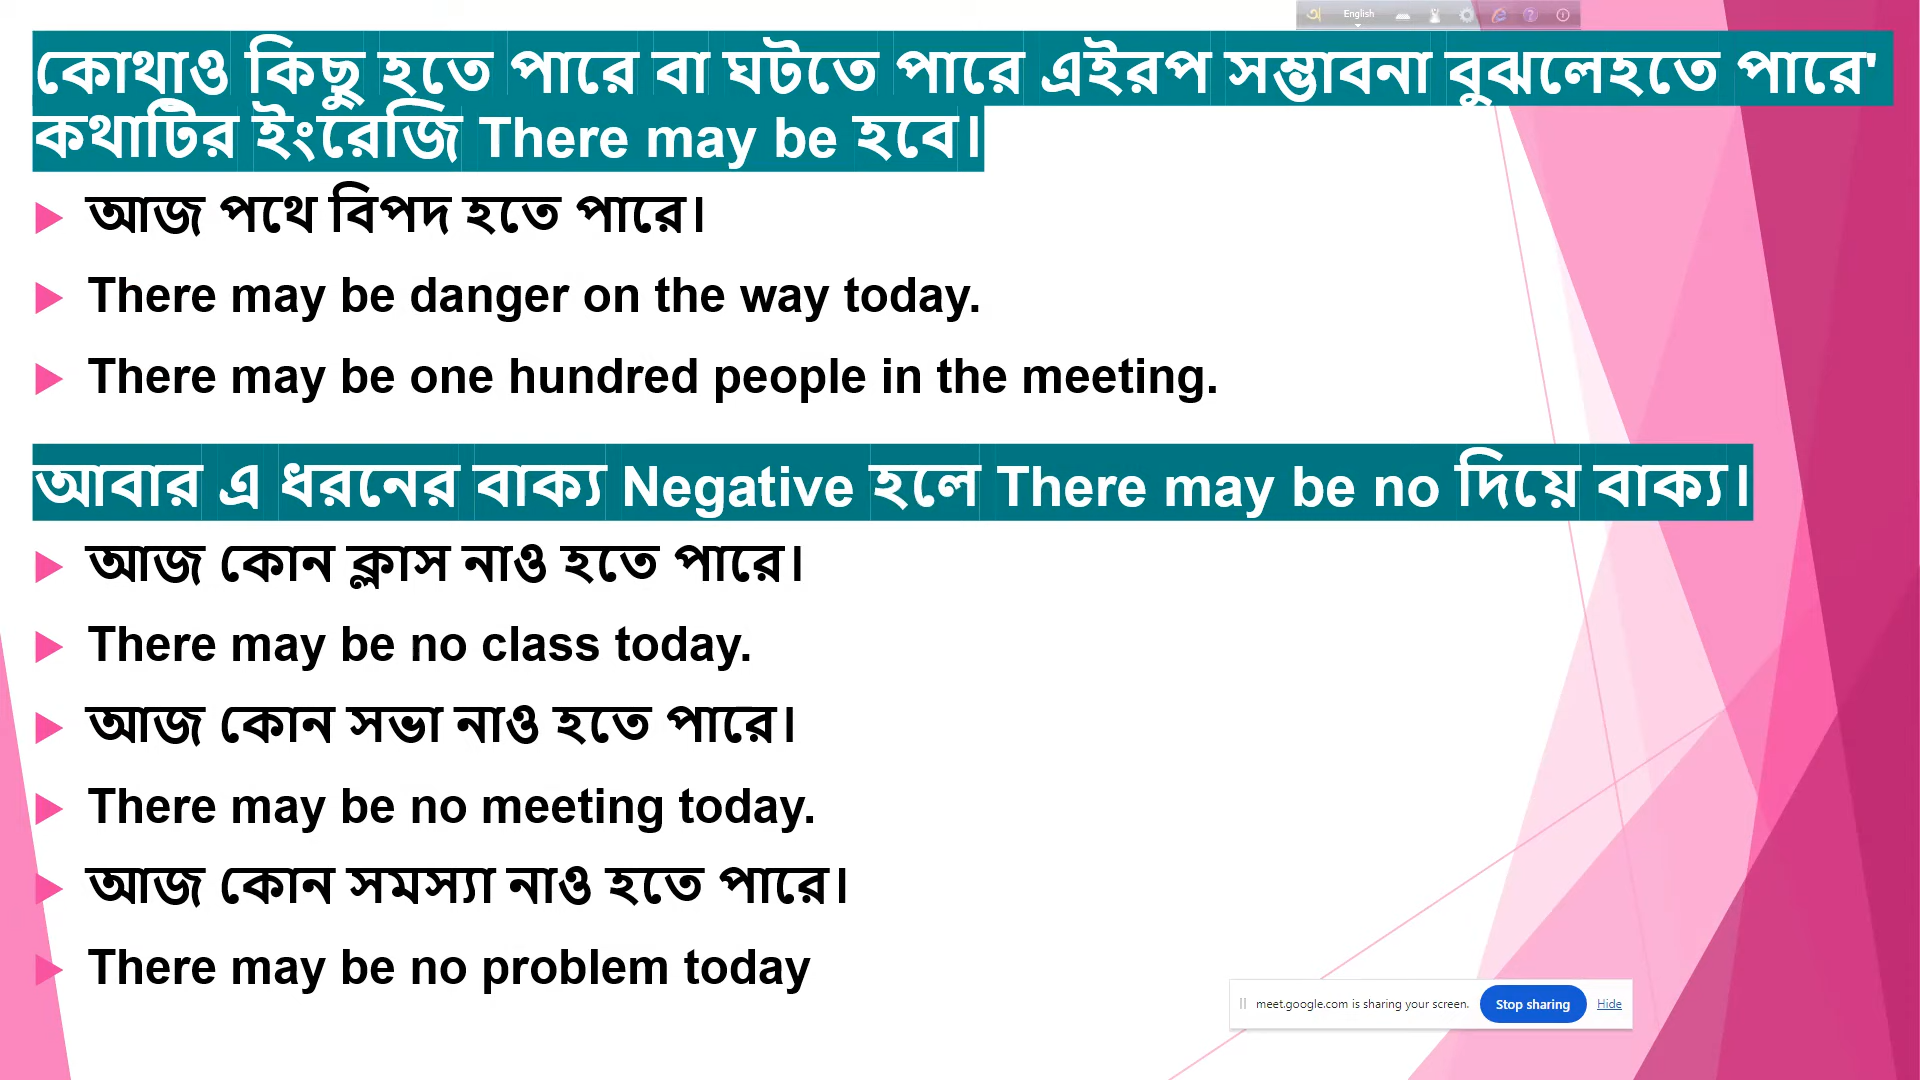 English
কোথাও কিছু হতে পারে বা ঘটতে পারে এইরপ সম্ভাবনা বুঝলেহতে পারে'
কথাটির ইংরেজি There may be হবে।
আজ পথে বিপদ হতে পারে।
There may be danger on the way today.
There may be one hundred people in the meeting.
আবার এ ধরনের বাক্য Negative হলে There may be no দিয়ে বাক্য।
আজ কোন ক্লাস নাও হতে পারে।
There may be no class today.
আজ কোন সভা নাও হতে পারে।
There may be no meeting today.
আজ কোন সমস্যা নাও হতে পারে।
There may be no problem today
meet.google.com is sharing your screen. Stop sharing Hide